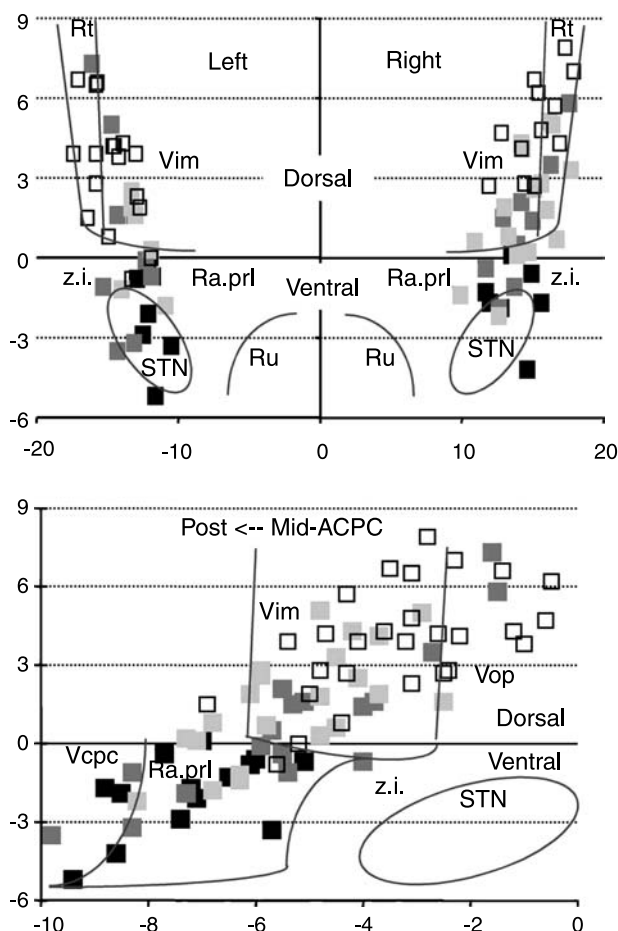 9
Rt
Left
Right
Rt
6
Vim
Vim
3
Dorsal
0
z.i.
Ra.prl
Ventral
Ra.prl
z.i.
-3
STN
Ru
Ru
STN
-6
-20
-10
0
10
20
9
Post <-- Mid-ACPC
6
Vim
3
Vop
Dorsal
0
Vcpc
Ra.prl
Ventral
z.i.
STN
-3
-6
-10
-8
-6
-4
-2
0